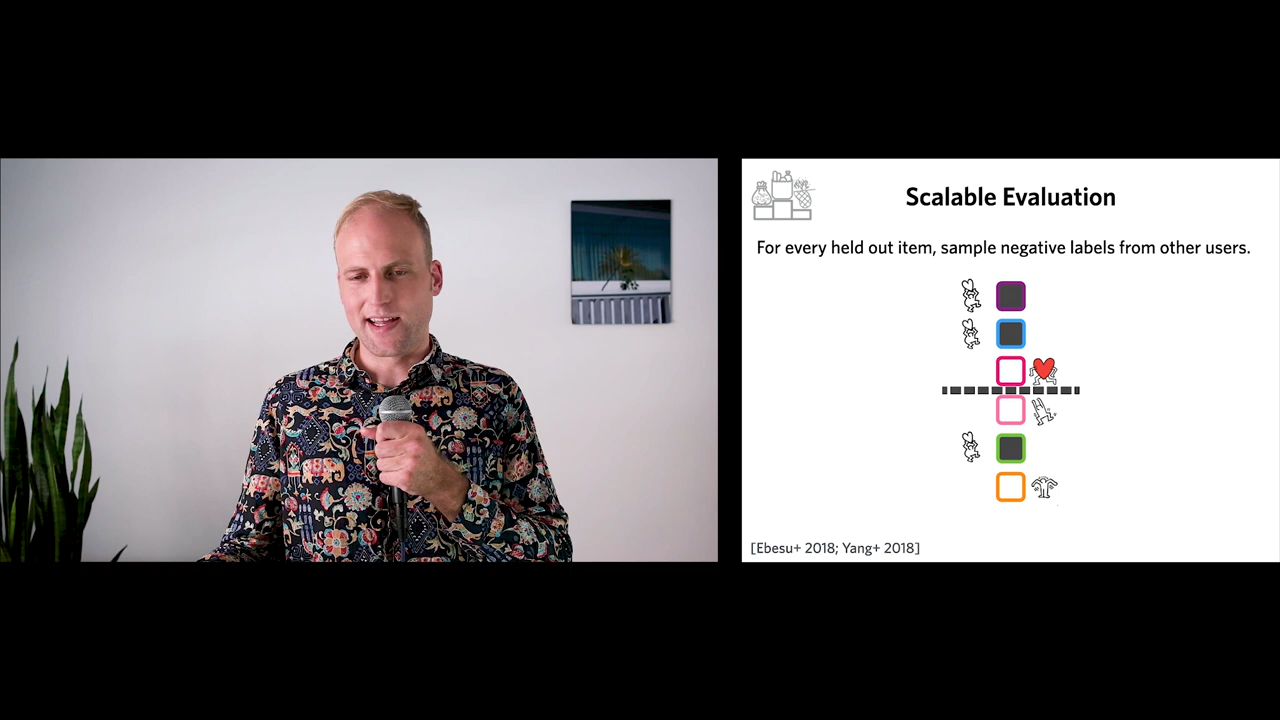 Scalable Evaluation
For every held out item, sample negative labels from other users.
[Ebesu+ 2018; Yang+ 2018]